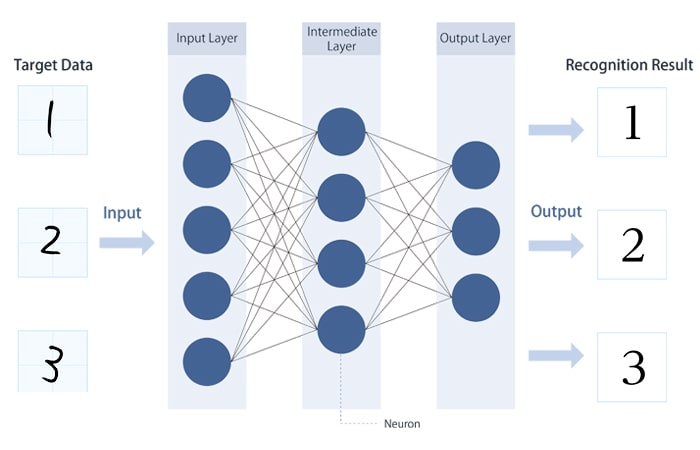 Target Data
1
2
3
Input
Input Layer
Intermediate
Layer
Output Layer
Neuron
Output
Recognition Result
1
2
3